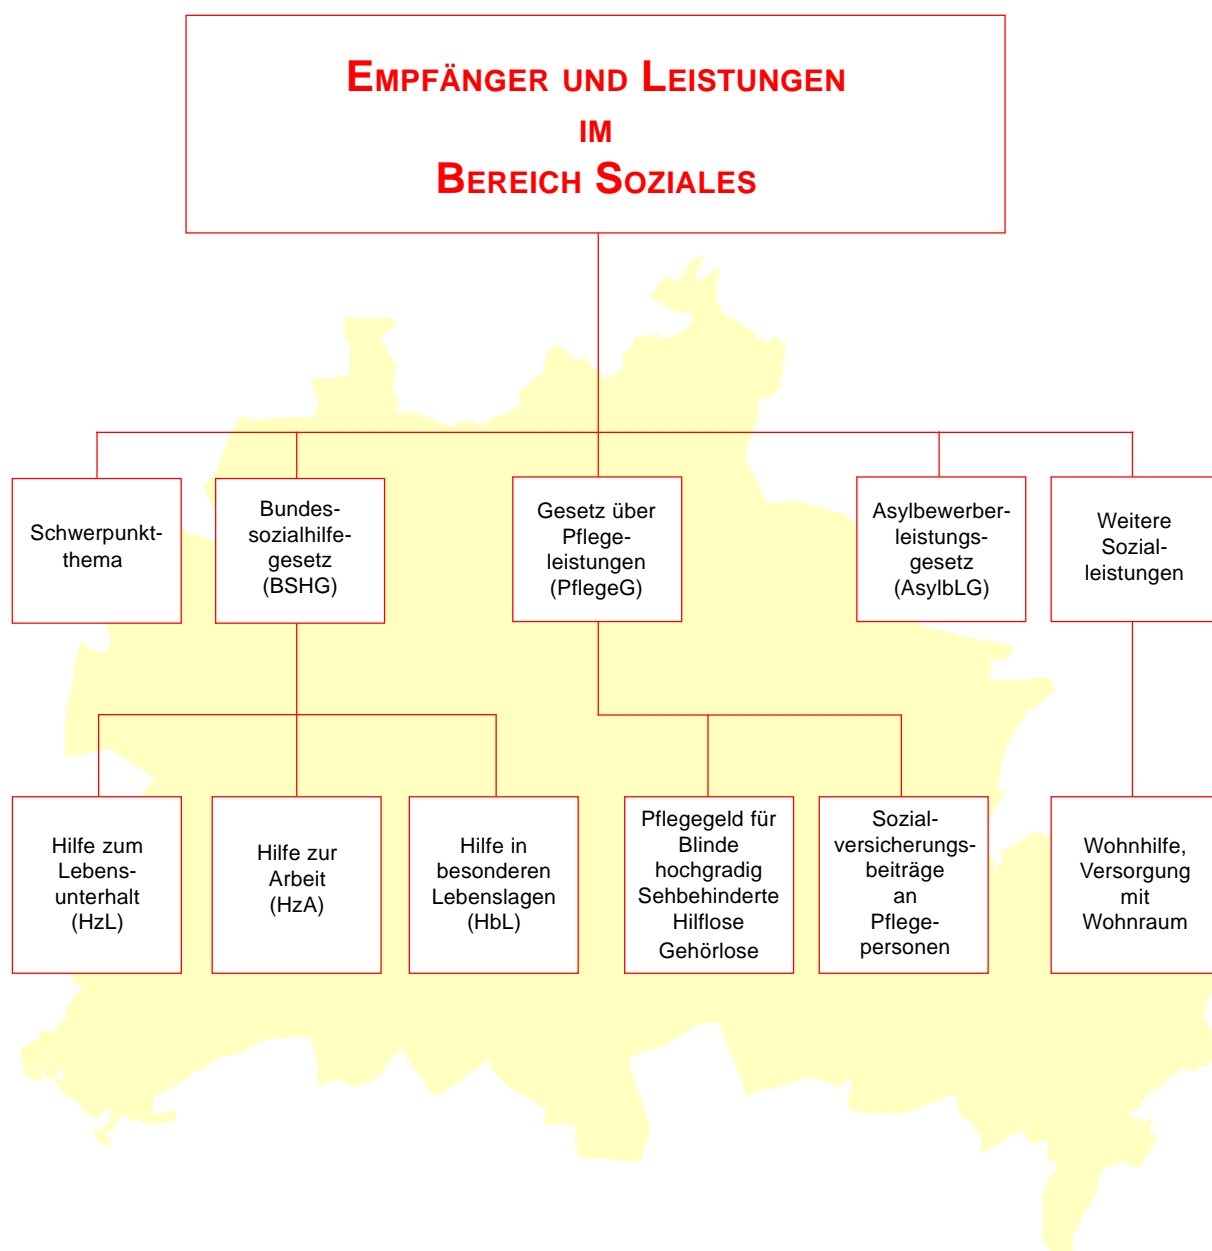 EMPFÄNGER UND LEISTUNGEN
IM
BEREICH SOZIALES
Schwerpunkt-
thema
Bundes-
sozialhilfe-
gesetz
(BSHG)
Gesetz über
Pflege-
leistungen
(PflegeG)
Asylbewerber-
leistungs-
gesetz
(AsylbLG)
Weitere
Sozial-
leistungen
Hilfe zum
Lebens-
unterhalt
(HzL)
Hilfe zur
Arbeit
(HzA)
Hilfe in
besonderen
Lebenslagen
(HbL)
Pflegegeld für
Blinde
hochgradig
Sehbehinderte
Hilflose
Gehörlose
Sozial-
versicherungs-
beiträge
an
Pflege-
personen
Wohnhilfe,
Versorgung
mit
Wohnraum